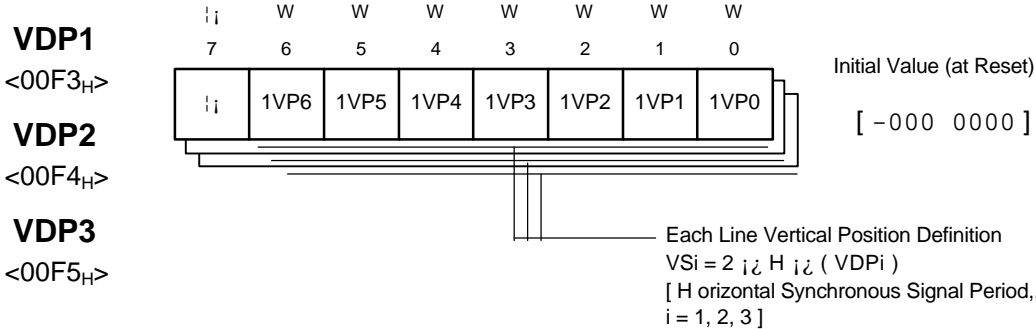 ¦¡ W W W W W W W
VDP1 7 6 5 4 3 2 1 0
<00F3H> Initial Value (at Reset)
¦¡ 1VP6 1VP5 1VP4 1VP3 1VP2 1VP1 1VP0
[ –000 0000 ]
VDP2
<00F4H>
VDP3
<00F5H>
Each Line Vertical Position Definition
VSi = 2 ¡¿ H ¡¿ ( VDPi )
[ H orizontal Synchronous Signal Period,
i = 1, 2, 3 ]